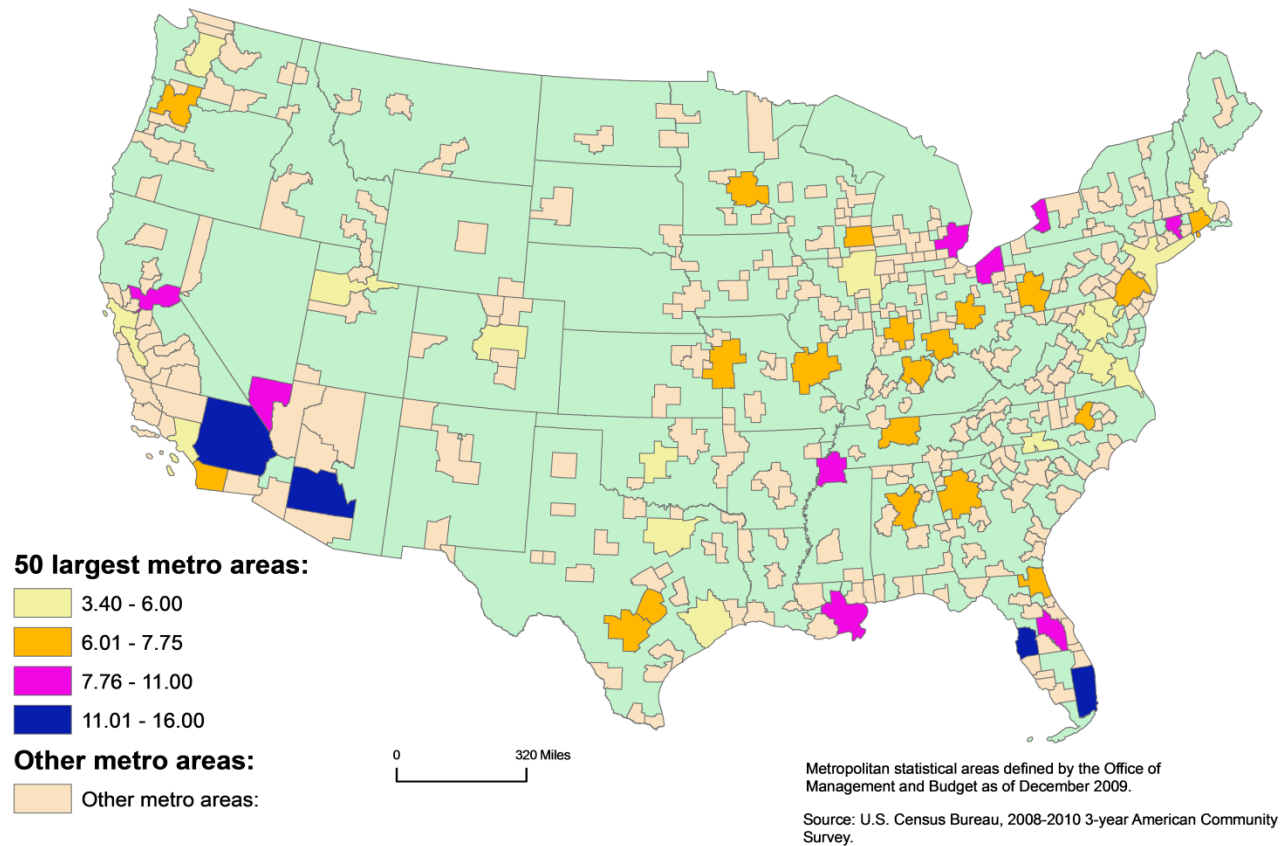 50 largest metro areas:
3.40 - 6.00
6.01 - 7.75
7.76 - 11.00
11.01 - 16.00
Other metro areas:
Other metro areas:
0 320 Miles
Metropolitan statistical areas defined by the Office of
Management and Budget as of December 2009.
Source: U.S. Census Bureau, 2008-2010 3-year American Community
Survey.